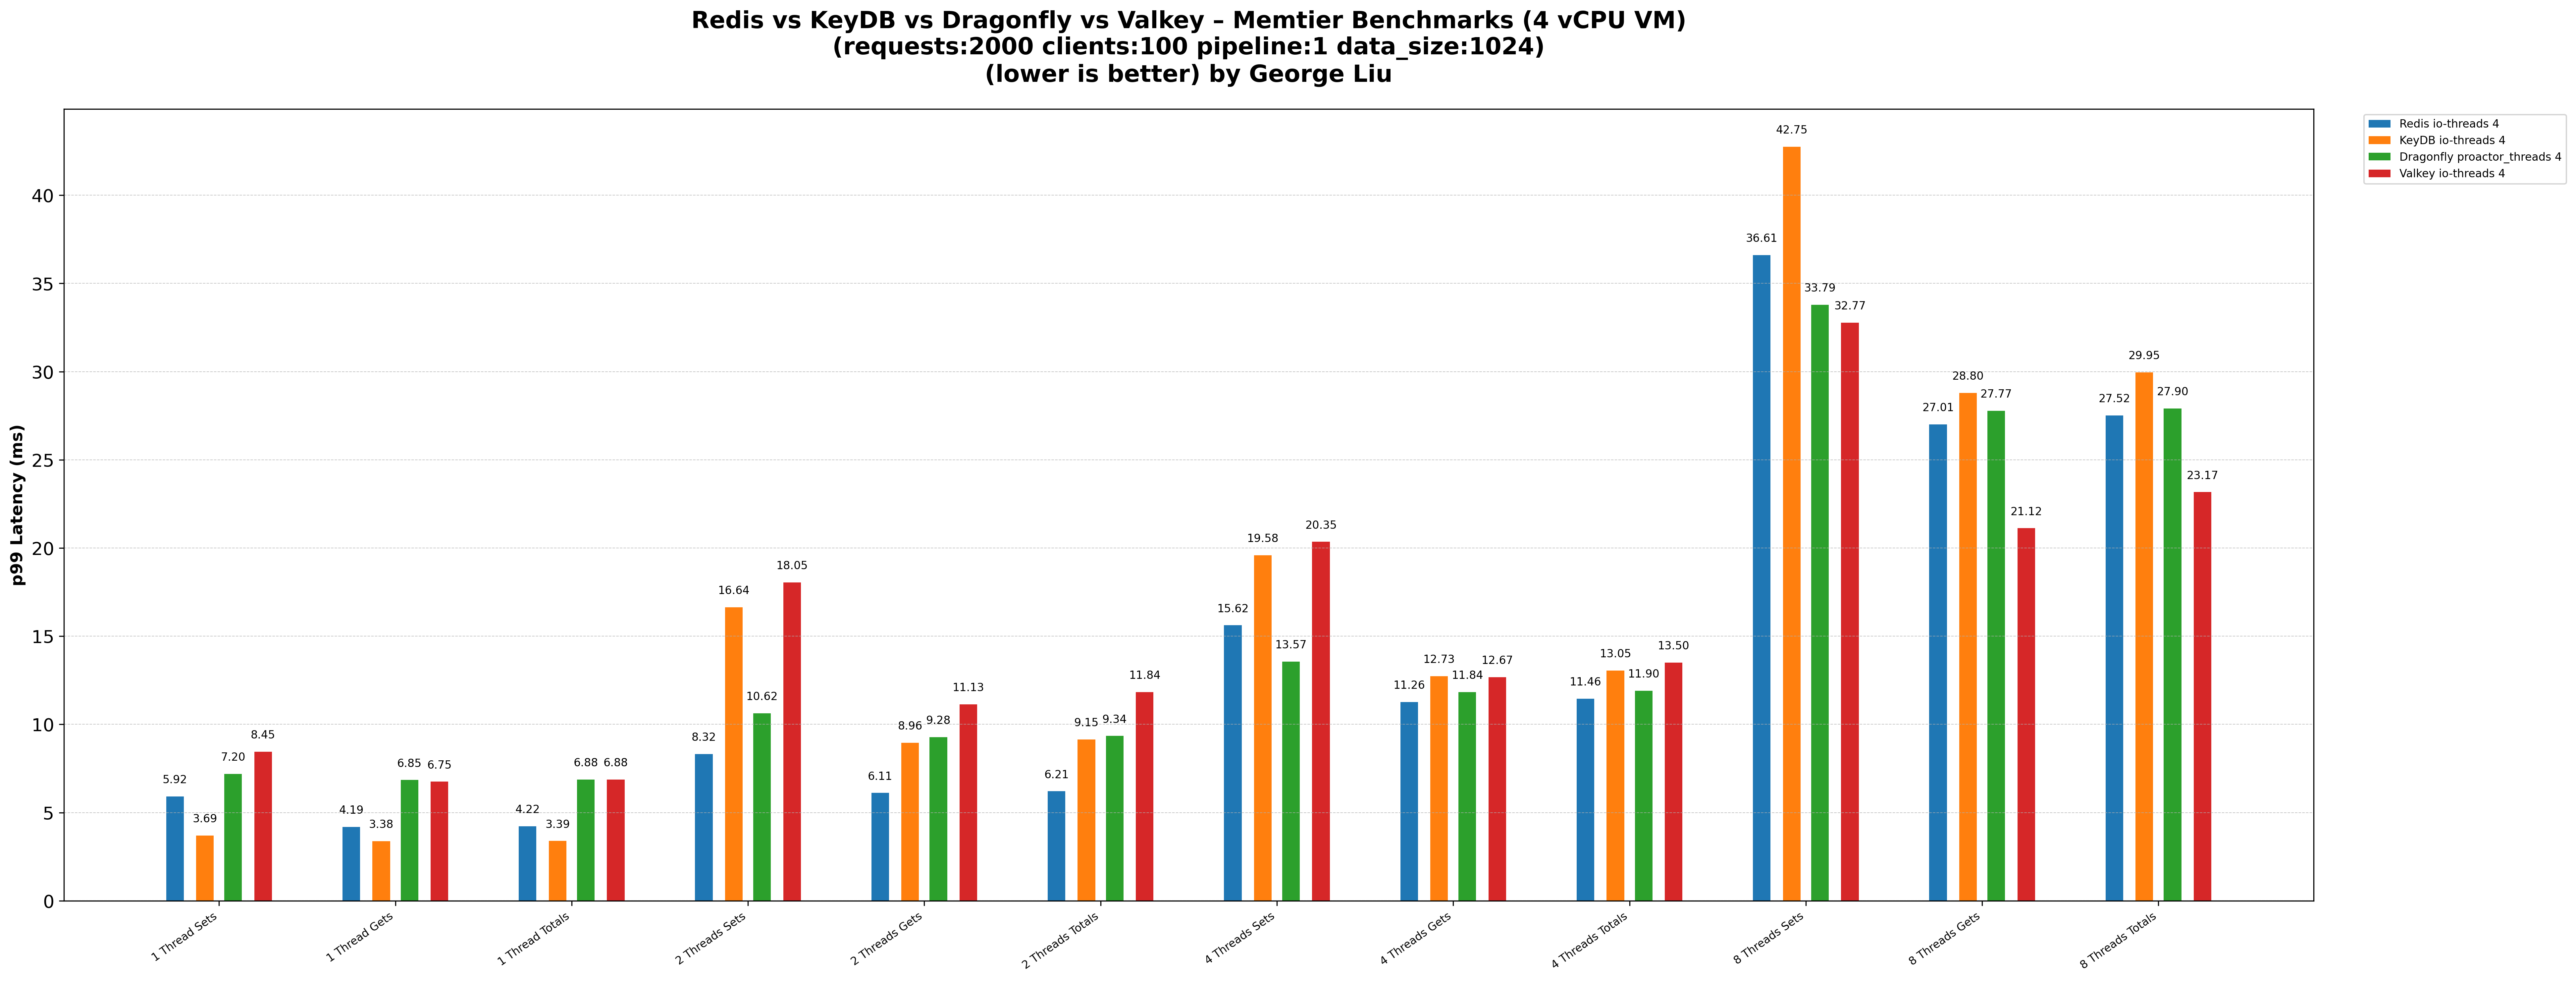 Redis vs KeyDB vs Dragonfly vs Valkey – Memtier Benchmarks (4 vCPU VM)
(requests:2000 clients:100 pipeline:1 data_size:1024)
(lower is better) by George Liu
Redis io-threads 4
KeyDB io-threads 4
Dragonfly proactor_threads 4
Valkey io-threads 4
p99 Latency (ms)
40
35
30
25
20
15
10
5
0
5.92
3.69
7.20
8.45
4.19
3.38
6.85
6.75
4.22
3.39
6.88
6.88
8.32
16.64
10.62
18.05
6.11
8.96
9.28
11.13
6.21
9.15
9.34
11.84
15.62
19.58
13.57
20.35
11.26
12.73
11.84
12.67
11.46
13.05
11.90
13.50
36.61
42.75
33.79
32.77
27.01
28.80
27.77
21.12
27.52
29.95
27.90
23.17
1 Thread Sets
1 Thread Gets
1 Thread Totals
2 Threads Sets
2 Threads Gets
2 Threads Totals
4 Threads Sets
4 Threads Gets
4 Threads Totals
8 Threads Sets
8 Threads Gets
8 Threads Totals